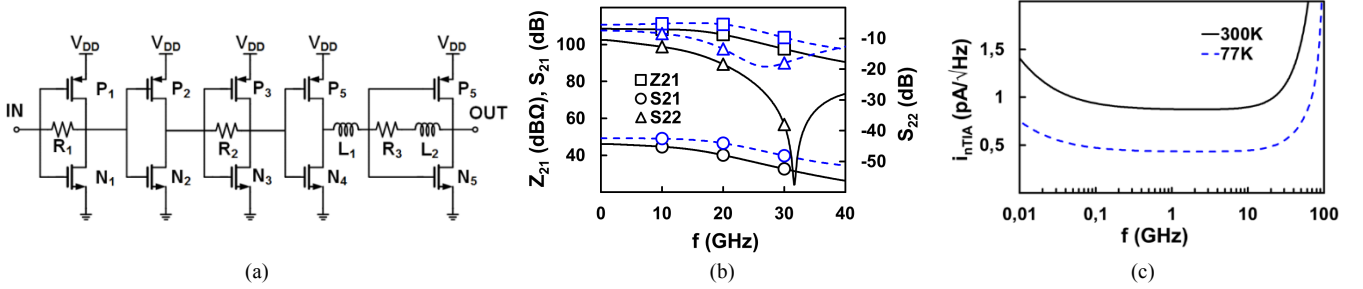 V_DD V_DD V_DD V_DD V_DD
P_1 P_2 P_3 P_5 P_5
IN OUT
R_1 R_2 L_1 R_3 L_2
N_1 N_2 N_3 N_4 N_5
(a)
Z_21 (dBΩ), S_21 (dB)
100
80
60
40
Z21
S21
S22
-10
-20
-30
-40
-50
S_22 (dB)
0 10 20 30 40
f (GHz)
(b)
i_nTIA (pA/√Hz)
1,5
1
0,5
300K
77K
0,01 0,1 1 10 100
f (GHz)
(c)